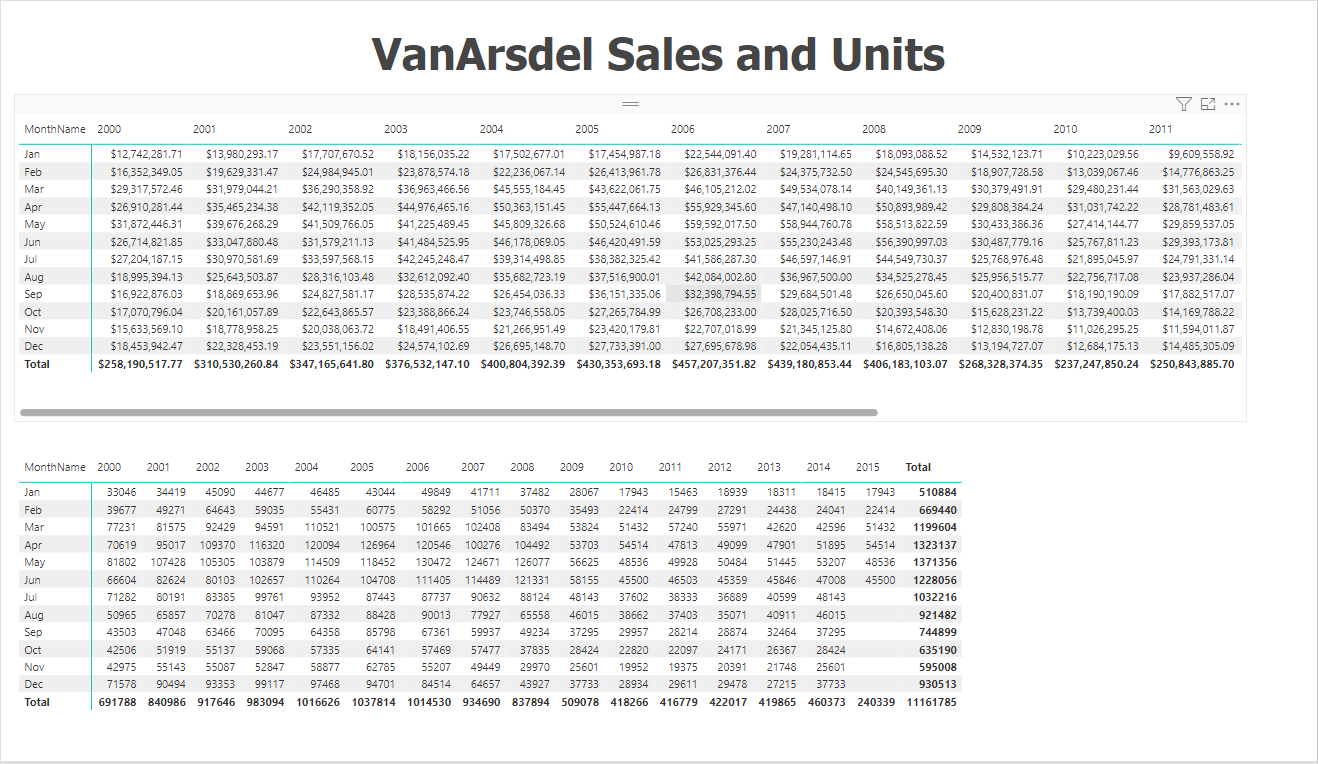 VanArsdel Sales and Units
MonthName 2000 2001 2002 2003 2004 2005 2006 2007 2008 2009 2010 2011
Jan $12,742,281.71 $13,980,293.17 $17,707,670.52 $18,156,035.22 $17,502,677.01 $17,454,987.18 $22,544,091.40 $19,281,114.65 $18,093,088.52 $14,532,123.71 $10,223,029.56 $9,609,558.92
Feb $16,352,349.05 $19,629,331.47 $24,984,945.01 $23,878,574.18 $22,236,067.14 $26,413,961.78 $26,831,376.44 $24,375,732.50 $24,545,695.30 $18,907,728.58 $13,039,067.46 $14,776,863.25
Mar $29,317,572.46 $31,979,044.21 $36,290,358.92 $36,963,466.56 $45,555,184.45 $43,622,061.75 $46,105,212.02 $49,534,078.14 $40,149,361.13 $30,379,491.91 $29,480,231.44 $31,563,029.63
Apr $26,910,281.44 $35,465,234.38 $42,119,352.05 $44,976,465.16 $50,363,151.45 $55,447,664.13 $55,929,345.60 $47,140,498.10 $50,893,989.42 $29,808,384.24 $31,031,742.22 $28,781,483.61
May $31,872,446.31 $39,676,268.29 $41,509,766.05 $41,225,489.45 $45,809,326.68 $50,524,610.46 $59,592,017.50 $58,944,760.78 $58,513,822.59 $30,433,386.36 $27,414,144.77 $29,859,537.05
Jun $26,714,821.85 $33,047,880.48 $31,579,211.13 $41,484,525.95 $46,178,069.05 $46,420,491.59 $53,025,293.25 $55,230,243.48 $56,390,997.03 $30,487,779.16 $25,767,811.23 $29,393,173.81
Jul $27,204,187.15 $30,970,581.69 $33,597,568.15 $42,245,248.47 $39,314,498.85 $38,382,325.42 $41,586,287.30 $46,597,146.91 $44,549,730.37 $25,768,976.48 $21,895,045.97 $24,791,331.14
Aug $18,995,394.13 $25,643,503.87 $28,316,103.48 $32,612,092.40 $35,682,723.19 $37,516,900.01 $42,084,002.80 $36,967,500.00 $34,525,278.45 $25,956,515.77 $22,756,717.08 $23,937,286.04
Sep $16,922,876.03 $18,869,653.96 $24,827,581.17 $28,535,874.22 $26,454,036.33 $36,151,335.06 $32,398,794.55 $29,684,501.48 $26,650,045.60 $20,400,831.07 $18,190,190.09 $17,882,517.07
Oct $17,070,796.04 $20,161,057.89 $22,643,865.57 $23,388,866.24 $23,746,558.05 $27,265,784.99 $26,708,233.00 $28,025,716.50 $20,393,548.30 $15,628,231.22 $13,739,400.03 $14,169,788.22
Nov $15,633,569.10 $18,778,958.25 $20,038,063.72 $18,491,406.55 $21,266,951.49 $23,420,179.81 $22,707,018.99 $21,345,125.80 $14,672,408.06 $12,830,198.78 $11,026,295.25 $11,594,011.87
Dec $18,453,942.47 $22,328,453.19 $23,551,156.02 $24,574,102.69 $26,695,148.70 $27,733,391.00 $27,695,678.98 $22,054,435.11 $16,805,138.28 $13,194,727.07 $12,684,175.13 $14,485,305.09
Total $258,190,517.77 $310,530,260.84 $347,165,641.80 $376,532,147.10 $400,804,392.39 $430,353,693.18 $457,207,351.82 $439,180,853.44 $406,183,103.07 $268,328,374.35 $237,247,850.24 $250,843,885.70
MonthName 2000 2001 2002 2003 2004 2005 2006 2007 2008 2009 2010 2011 2012 2013 2014 2015 Total
Jan 33046 34419 45090 44677 46485 43044 49849 41711 37482 28067 17943 15463 18939 18311 18415 17943 510884
Feb 39677 49271 64643 59035 55431 60775 58292 51056 50370 35493 22414 24799 27291 24438 24041 22414 669440
Mar 77231 81575 92429 94591 110521 100575 101665 102408 83494 53824 51432 57240 55971 42620 42596 51432 1199604
Apr 70619 95017 109370 116320 120094 126964 120546 100276 104492 53703 54514 47813 49099 47901 51895 54514 1323137
May 81802 107428 105305 103879 114509 118452 130472 124671 126077 56625 48536 49928 50484 51445 53207 48536 1371356
Jun 66604 82624 80103 102657 110264 104708 111405 114489 121331 58155 45500 46503 45359 45846 47008 45500 1228056
Jul 71282 80191 83385 99761 93952 87443 87737 90632 88124 48143 37602 38333 36889 40599 48143 1032216
Aug 50965 65857 70278 81047 87332 88428 90013 77927 65558 46015 38662 37403 35071 40911 46015 921482
Sep 43503 47048 63466 70095 64358 85798 67361 59937 49234 37295 29957 28214 28874 32464 37295 744899
Oct 42506 51919 55137 59068 57335 64141 57469 57477 37835 28424 22820 22097 24171 26367 28424 635190
Nov 42975 55143 55087 52847 58877 62785 55207 49449 29970 25601 19952 19375 20391 21748 25601 595008
Dec 71578 90494 93353 99117 97468 94701 84514 64657 43927 37733 28934 29611 29478 27215 37733 930513
Total 691788 840986 917646 983094 1016626 1037814 1014530 934690 837894 509078 418266 416779 422017 419865 460373 240339 11161785